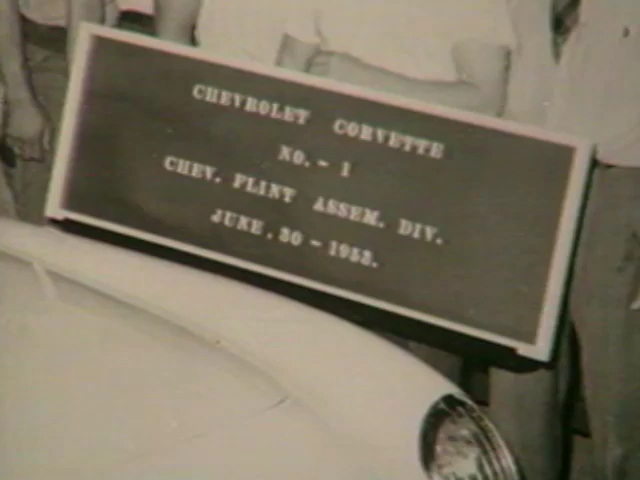 CHEVROLET CORVETTE
NO. - 1
CHEV. FLINT ASSEM. DIV.
JUNE. 30 - 1953.